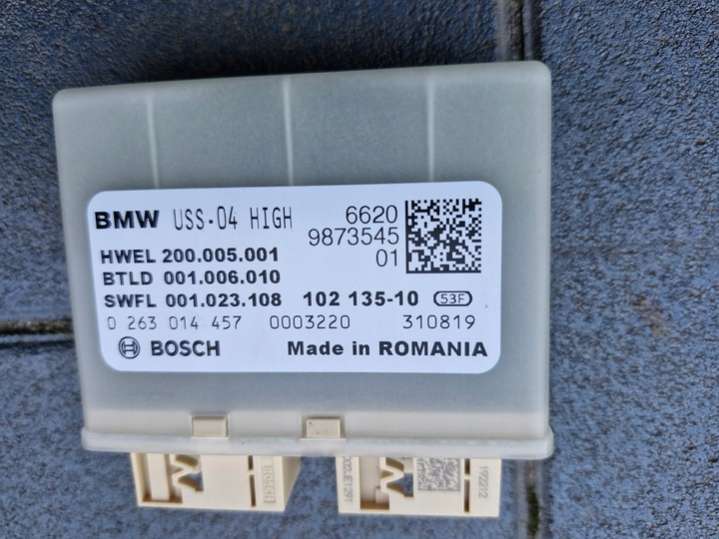 BMW USS-04 HIGH 6620
9873545
HWEL 200.005.001 01
BTLD 001.006.010
SWFL 001.023.108 102 135-10 53F
0 263 014 457 0003220 310819
BOSCH Made in ROMANIA
192212